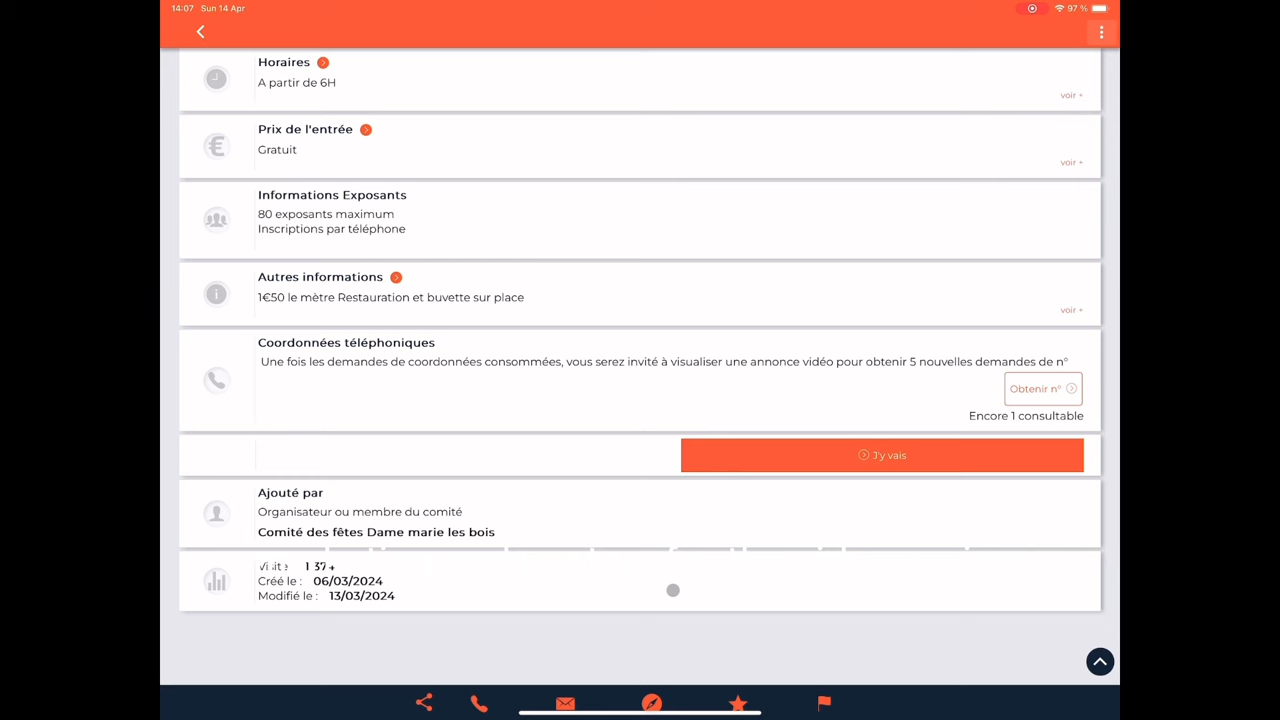 14:07 Sun 14 Apr 97 %
Horaires
A partir de 6H
voir +
Prix de l'entrée
Gratuit
voir +
Informations Exposants
80 exposants maximum
Inscriptions par téléphone
Autres informations
1€50 le mètre Restauration et buvette sur place
voir +
Coordonnées téléphoniques
Une fois les demandes de coordonnées consommées, vous serez invité à visualiser une annonce vidéo pour obtenir 5 nouvelles demandes de n°
Obtenir n°
Encore 1 consultable
J'y vais
Ajouté par
Organisateur ou membre du comité
Comité des fêtes Dame marie les bois
Créé le : 06/03/2024
Modifié le : 13/03/2024